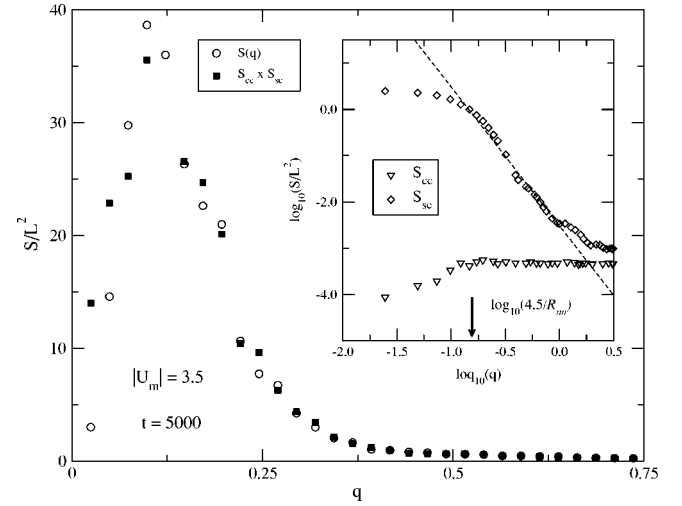 40
30
20
10
0
S/L²
S(q)
S_cc x S_sc
|U_m| = 3.5
t = 5000
0
0.25
0.5
0.75
q
0.0
-2.0
-4.0
log₁₀(S/L²)
S_cc
S_sc
log₁₀(4.5/R_nn)
-2.0
-1.5
-1.0
-0.5
0.0
0.5
loq₁₀(q)